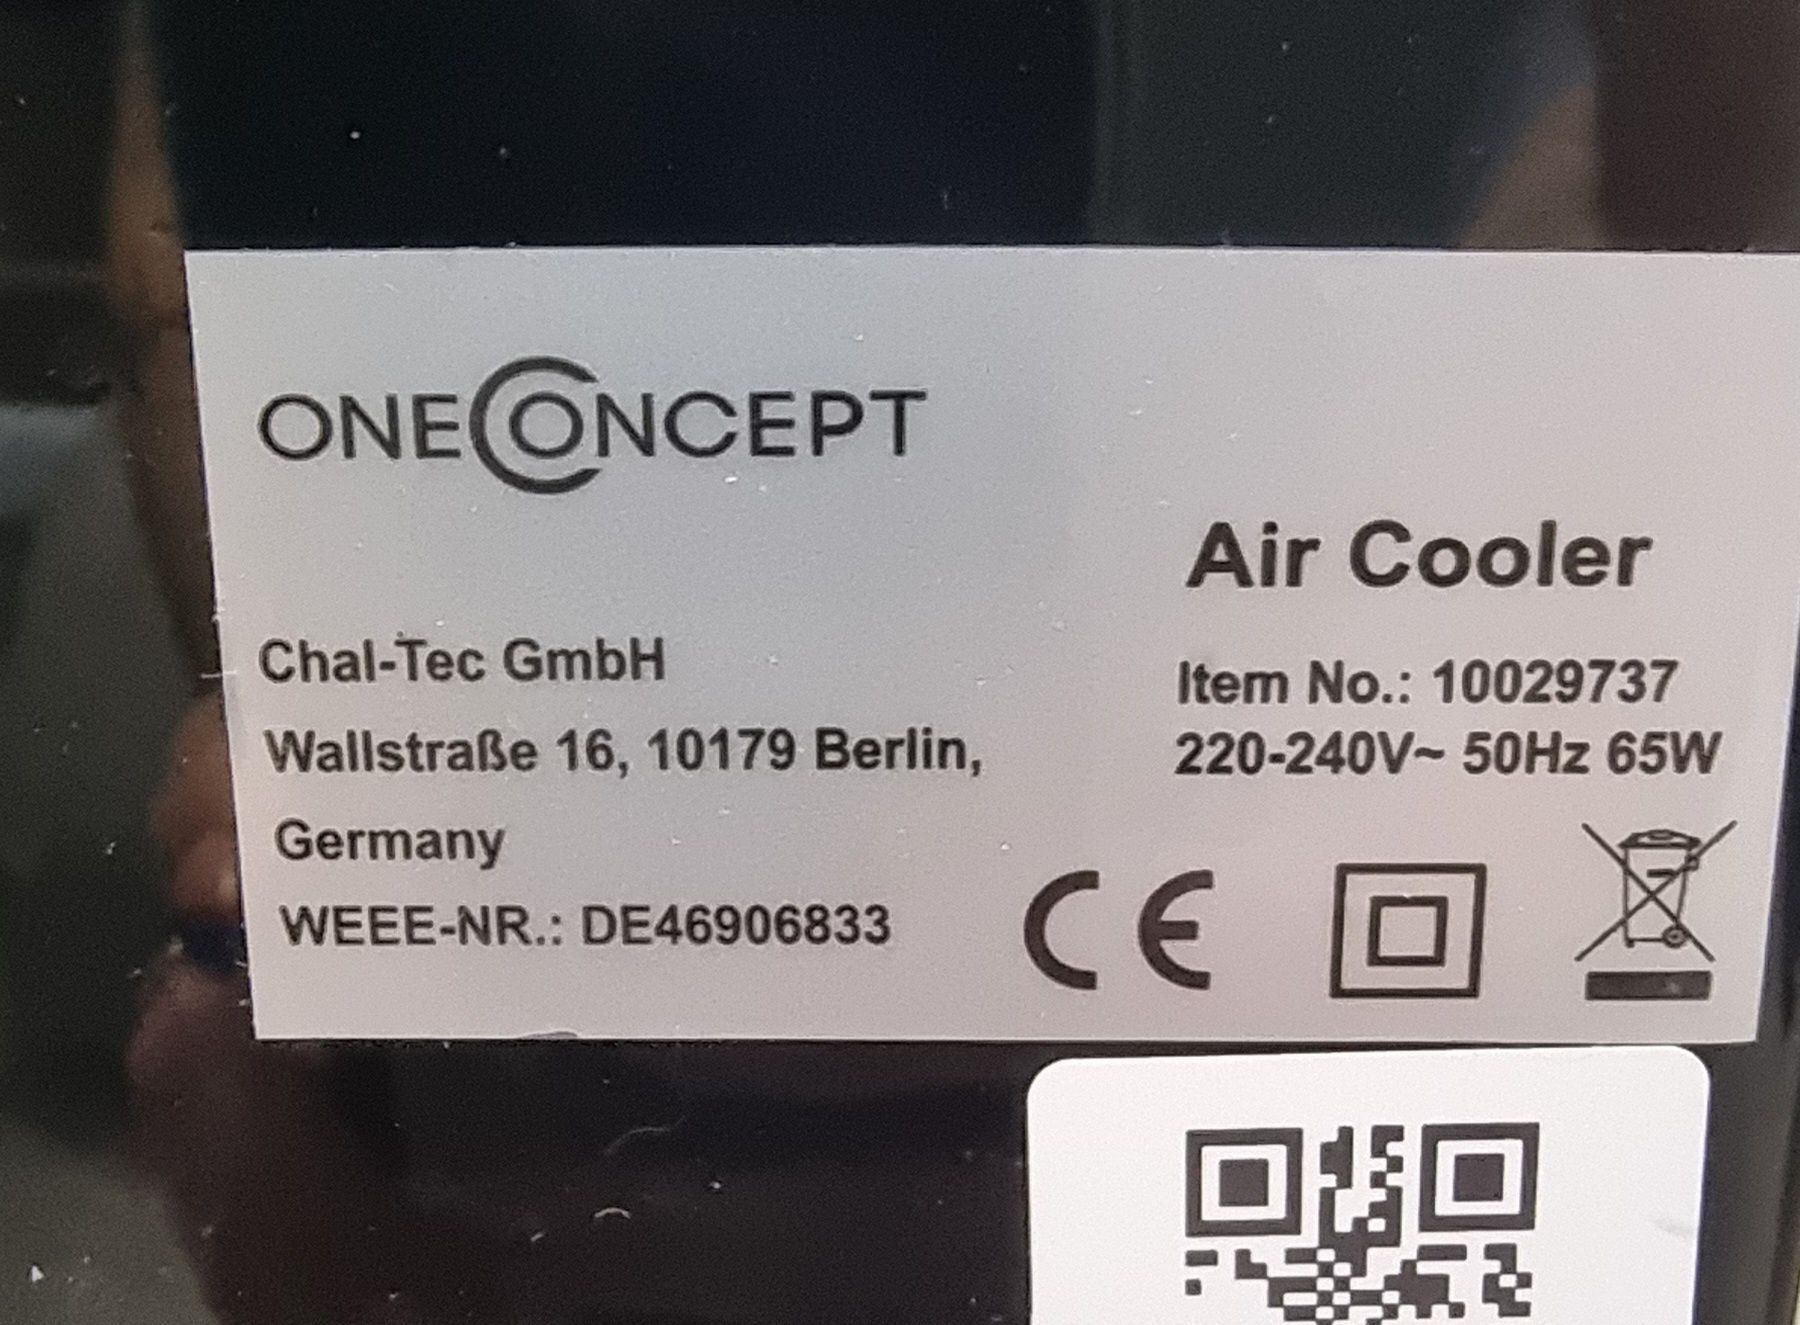 ONECONCEPT
Air Cooler
Chal-Tec GmbH
Wallstraße 16, 10179 Berlin,
Germany
WEEE-NR.: DE46906833
Item No.: 10029737
220-240V~ 50Hz 65W
CE